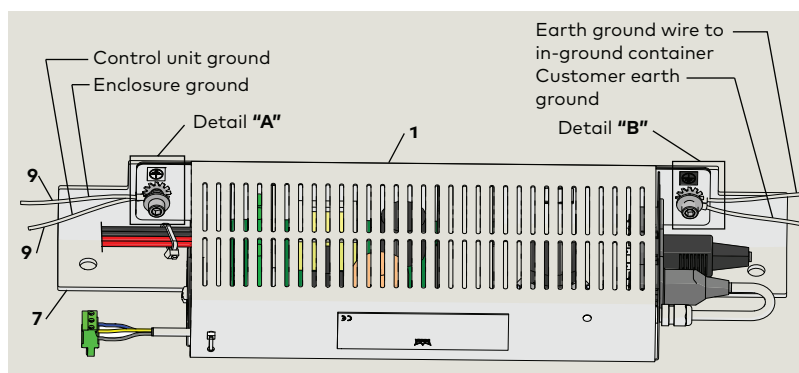 Control unit ground
Enclosure ground
Detail "A"
Earth ground wire to
in-ground container
Customer earth
ground
Detail "B"
1
9
9
7
CE